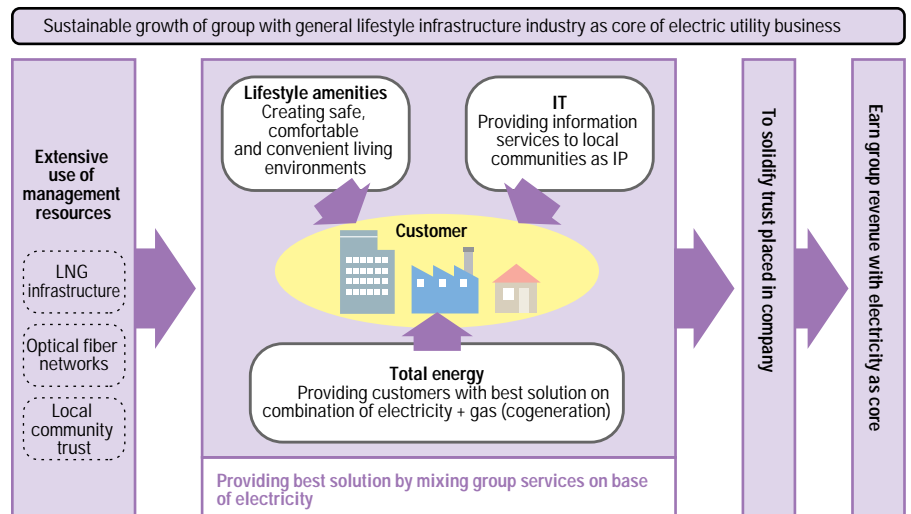 Sustainable growth of group with general lifestyle infrastructure industry as core of electric utility business
Extensive
use of
management
resources
LNG
infrastructure
Optical fiber
networks
Local
community
trust
Lifestyle amenities
Creating safe,
comfortable
and convenient living
environments
IT
Providing information
services to local
communities as IP
Customer
Total energy
Providing customers with best solution on
combination of electricity + gas (cogeneration)
Providing best solution by mixing group services on base
of electricity
To solidify trust placed in company
Earn group revenue with electricity as core